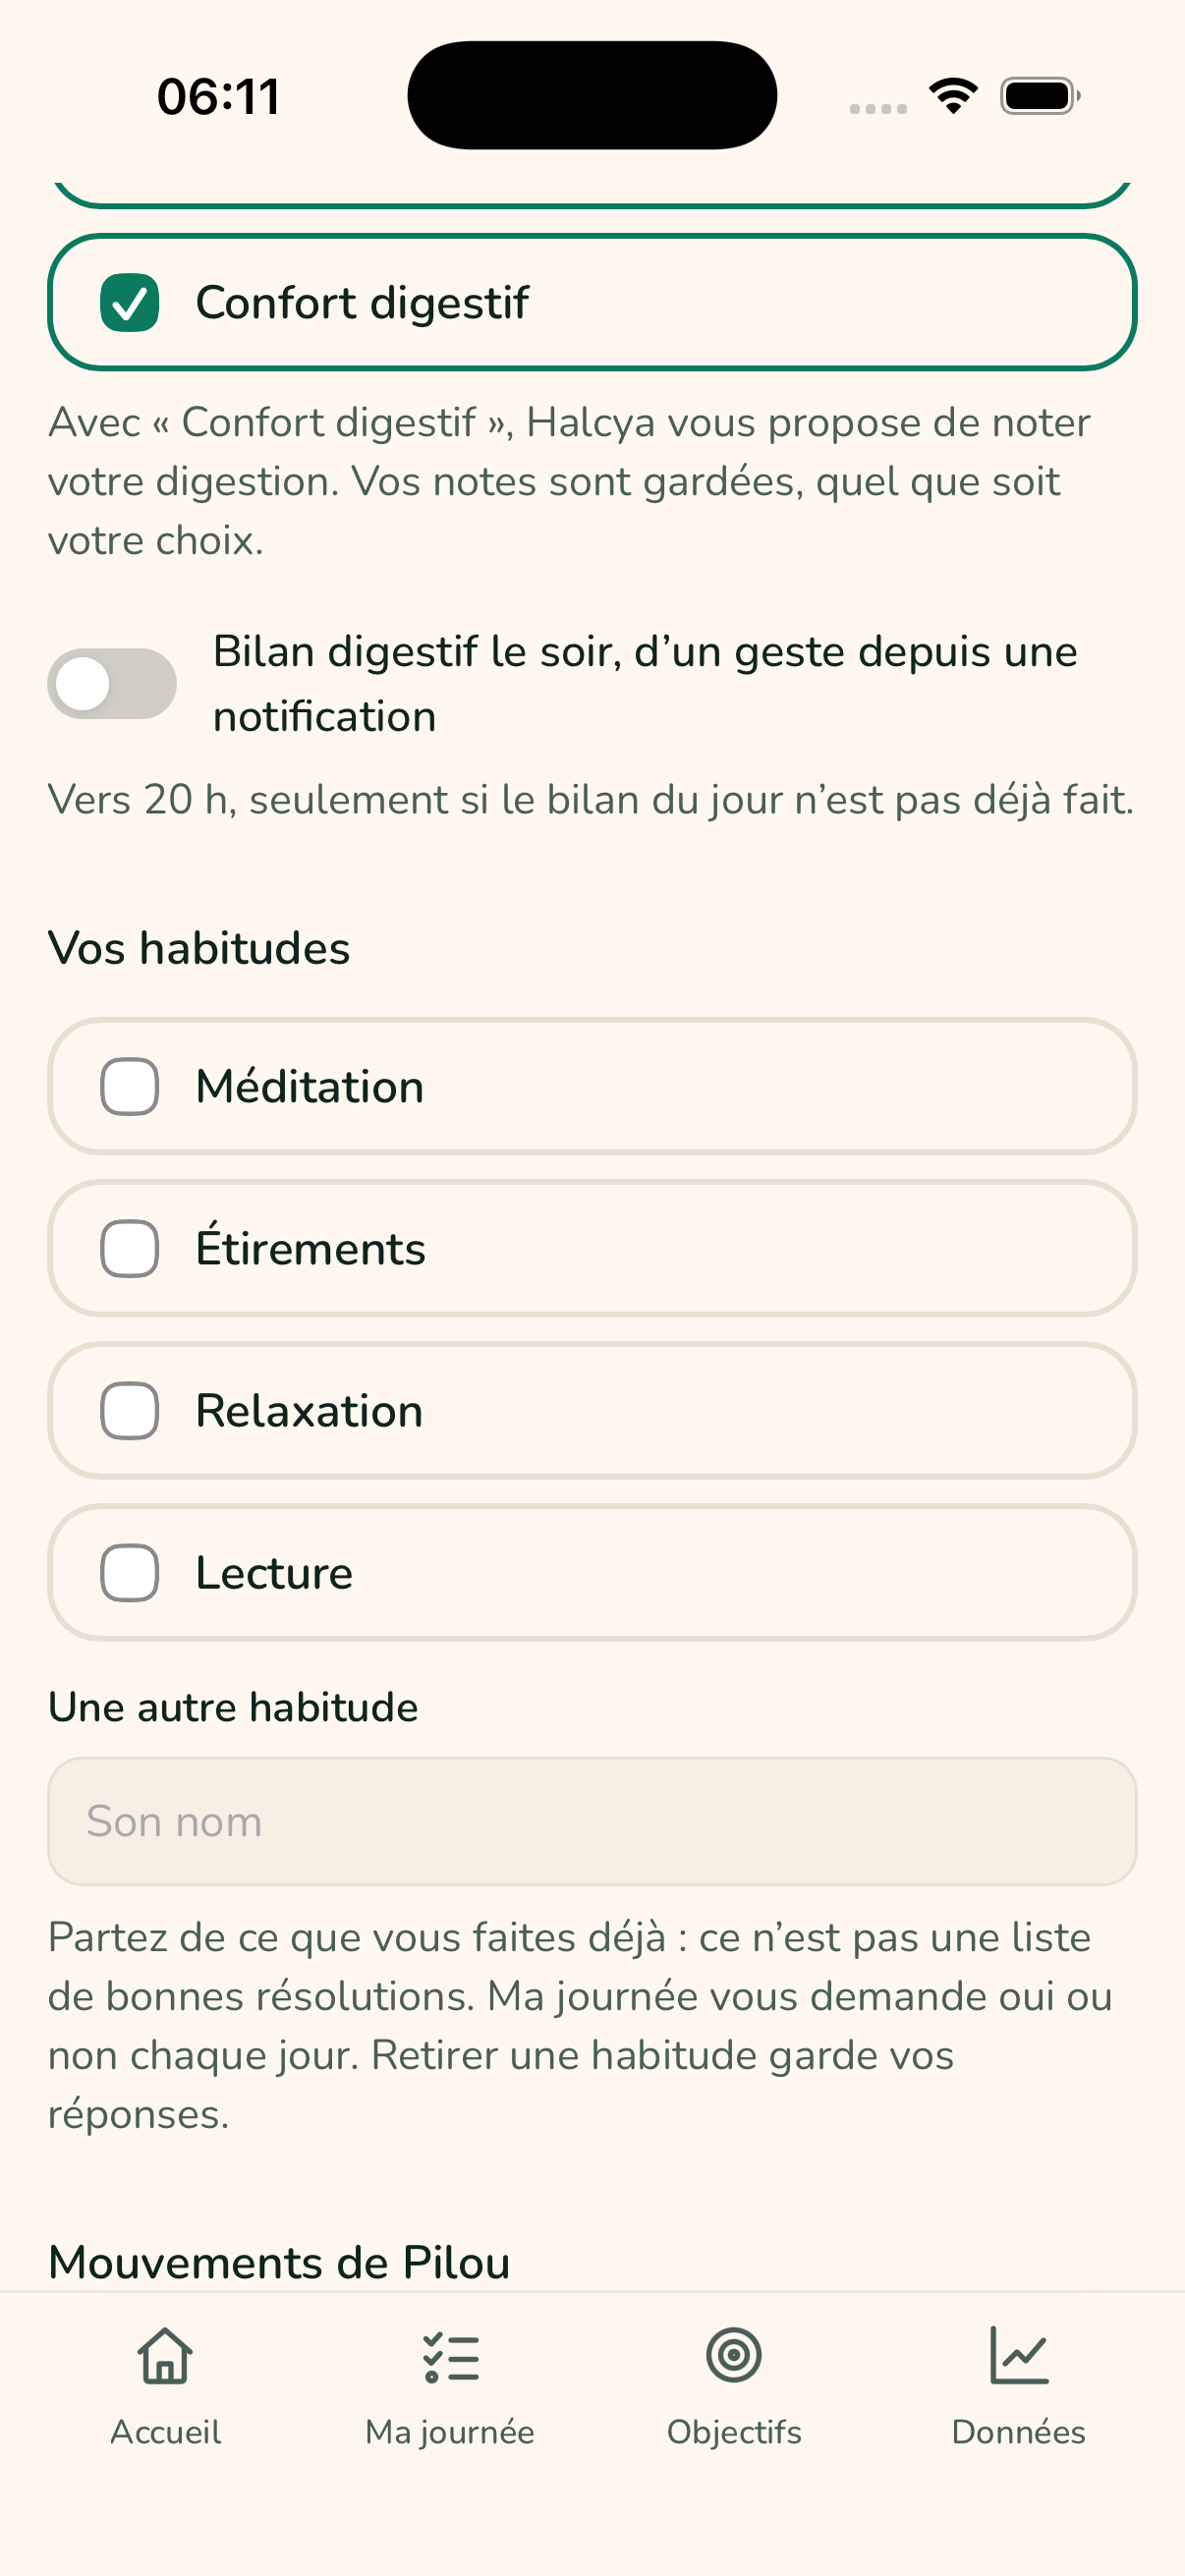 06:11
Confort digestif
Avec « Confort digestif », Halcya vous propose de noter
votre digestion. Vos notes sont gardées, quel que soit
votre choix.
Bilan digestif le soir, d’un geste depuis une
notification
Vers 20 h, seulement si le bilan du jour n’est pas déjà fait.
Vos habitudes
Méditation
Étirements
Relaxation
Lecture
Une autre habitude
Son nom
Partez de ce que vous faites déjà : ce n’est pas une liste
de bonnes résolutions. Ma journée vous demande oui ou
non chaque jour. Retirer une habitude garde vos
réponses.
Mouvements de Pilou
Accueil
Ma journée
Objectifs
Données